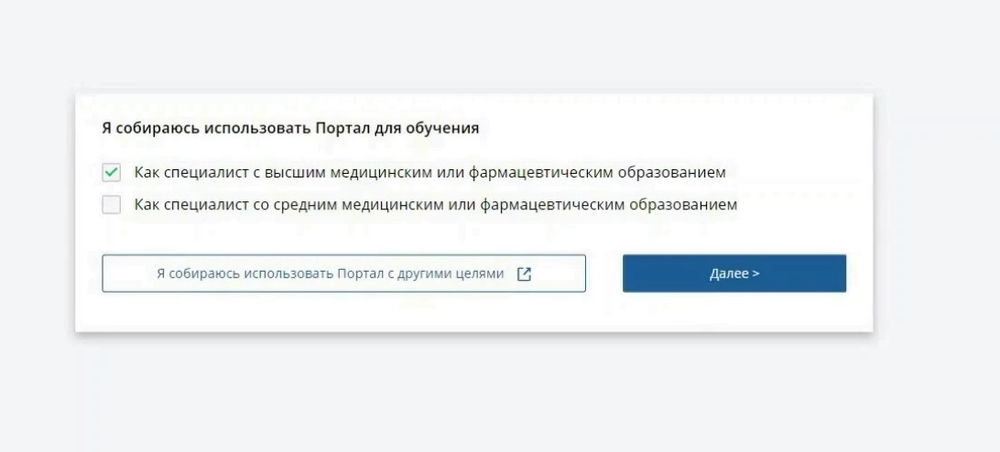 Я собираюсь использовать Портал для обучения
Как специалист с высшим медицинским или фармацевтическим образованием
Как специалист со средним медицинским или фармацевтическим образованием
Я собираюсь использовать Портал с другими целями
Далее >